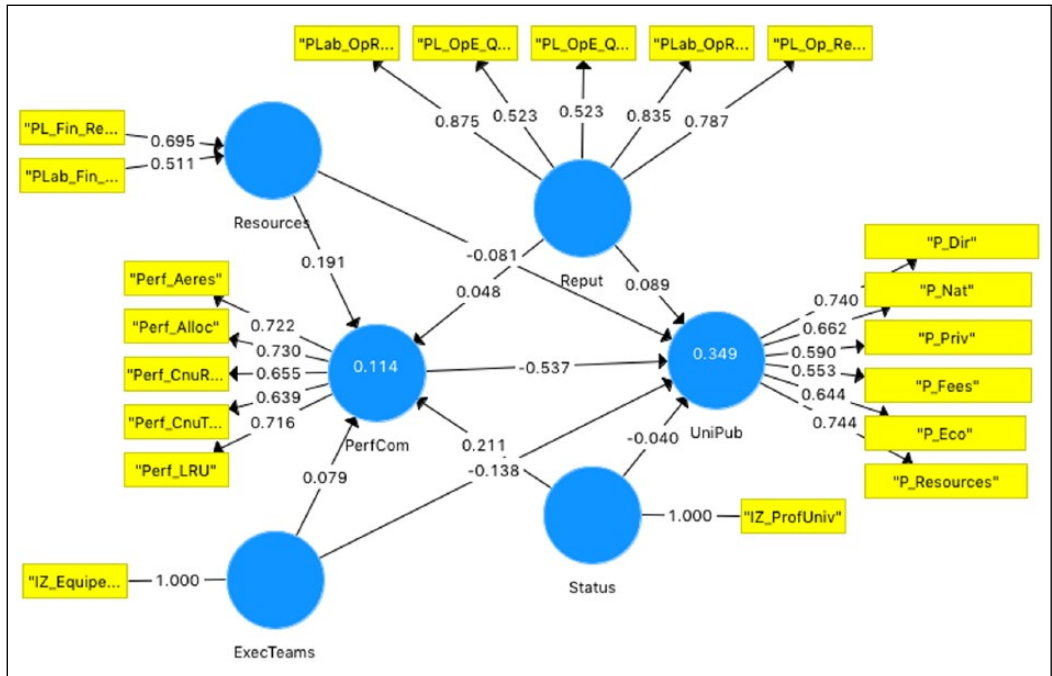 "PLab_OpR...
"PL_OpE_Q...
"PL_OpE_Q...
"PLab_OpR...
"PL_Op_Re...
0.875
0.523
0.523
0.835
0.787
"PL_Fin_Re...
0.695
"PLab_Fin_...
0.511
Resources
Reput
-0.081
0.191
0.048
0.089
"Perf_Aeres"
"Perf_Alloc"
"Perf_CnuR...
"Perf_CnuT...
"Perf_LRU"
0.722
0.730
0.655
0.639
0.716
0.114
PerfCom
-0.537
0.349
UniPub
0.740
0.662
0.590
0.553
0.644
0.744
"P_Dir"
"P_Nat"
"P_Priv"
"P_Fees"
"P_Eco"
"P_Resources"
0.079
0.211
-0.138
-0.040
"IZ_Equipe...
1.000
ExecTeams
Status
1.000
"IZ_ProfUniv"